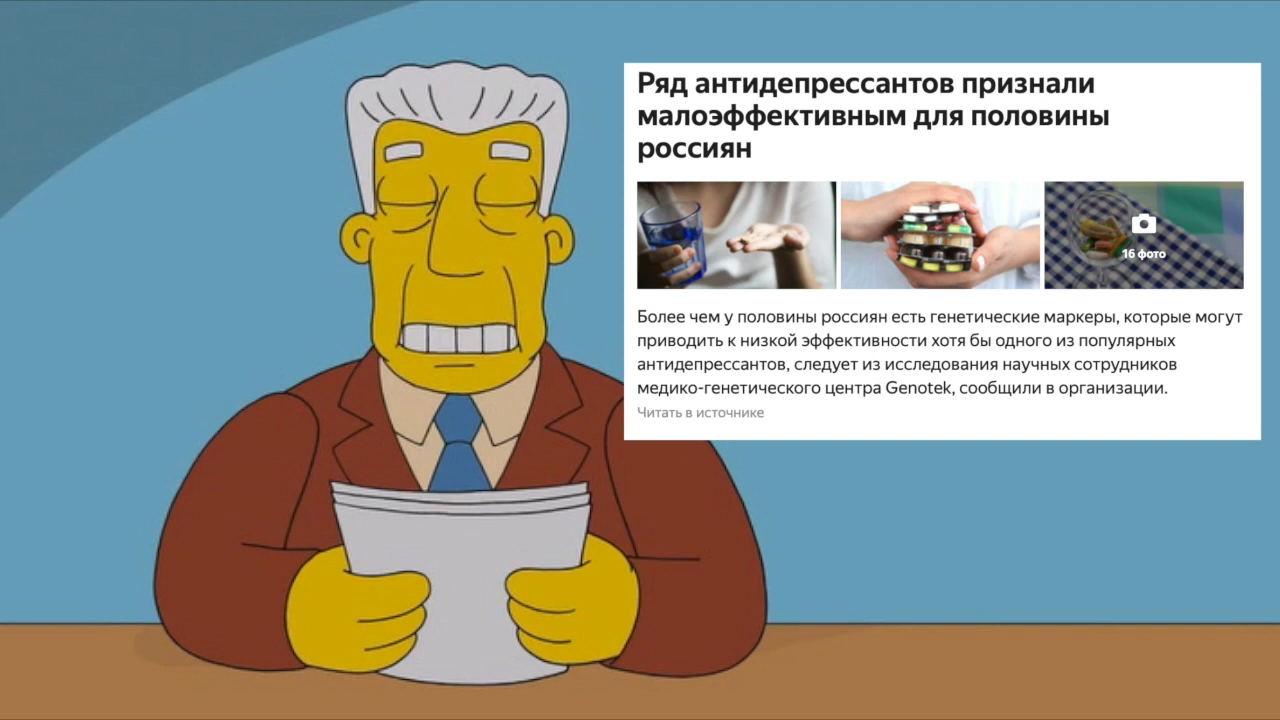 Ряд антидепрессантов признали
малоэффективным для половины
россиян
16 фото
Более чем у половины россиян есть генетические маркеры, которые могут
приводить к низкой эффективности хотя бы одного из популярных
антидепрессантов, следует из исследования научных сотрудников
медико-генетического центра Genotek, сообщили в организации.
Читать в источнике